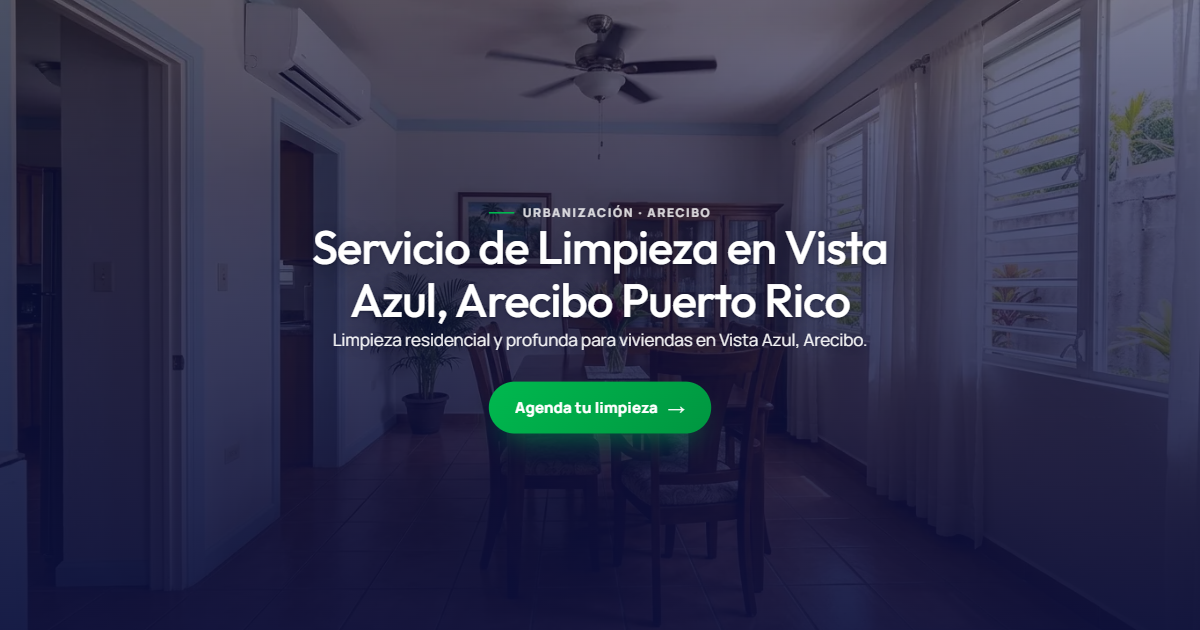 URBANIZACIÓN · ARECIBO
Servicio de Limpieza en Vista
Azul, Arecibo Puerto Rico
Limpieza residencial y profunda para viviendas en Vista Azul, Arecibo.
Agenda tu limpieza →